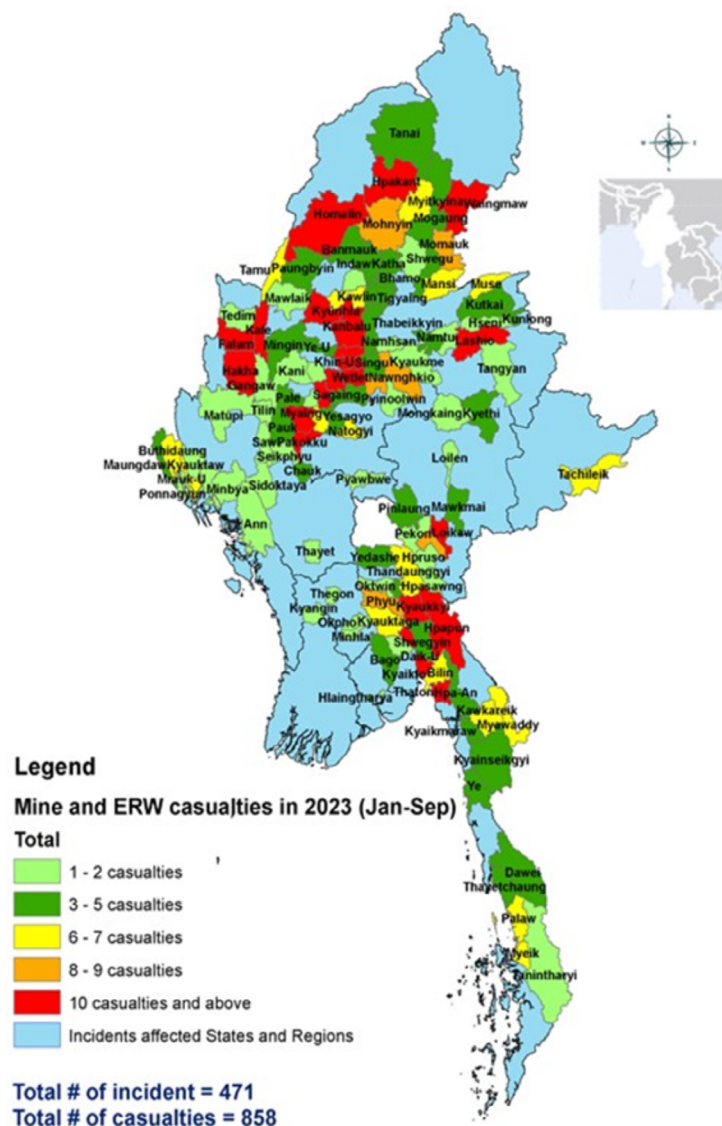 Tanai
Hpakant
Myitkyina
Waingmaw
Homalin
Mogaung
Mohnyin
Banmauk
Momauk
Indaw
Katha
Shwegu
Tamu
Paungbyin
Bhamo
Mansi
Muse
Mawlaik
Kawlin
Tigyaing
Kutkai
Tedim
Kyunhla
Hseni
Kunlong
Kale
Kanbalu
Thabeikkyin
Falam
Mingin
Ye-U
Namhsan
Namtu
Lashio
Hakha
Khin-U
Singu
Kyaukme
Gangaw
Kani
Wetlet
Nawnghkio
Tangyan
Pale
Sagaing
Pyinoolwin
Matupi
Tilin
Myaing
Yesagyo
Mongkaing
Kyethi
Pauk
Natogyi
Buthidaung
Saw
Pakokku
Maungdaw
Kyauktaw
Seikphyu
Loilen
Mrauk-U
Chauk
Tachileik
Ponnagyun
Minbya
Sidoktaya
Pyawbwe
Pinlaung
Mawkmai
Ann
Pekon
Loikaw
Thayet
Yedashe
Hpruso
Thandaunggyi
Thegon
Oktwin
Hpasawng
Kyangin
Phyu
Kyaukkyi
Okpho
Kyauktaga
Hpapun
Minhla
Shwegyin
Bago
Daik-U
Kyaikto
Bilin
Hlaingtharya
Thaton
Hpa-An
Kawkareik
Kyaikmaraw
Myawaddy
Kyainseikgyi
Ye
Dawei
Thayetchaung
Palaw
Myeik
Tanintharyi
Legend
Mine and ERW casualties in 2023 (Jan-Sep)
Total
1 - 2 casualties
3 - 5 casualties
6 - 7 casualties
8 - 9 casualties
10 casualties and above
Incidents affected States and Regions
Total # of incident = 471
Total # of casualties = 858